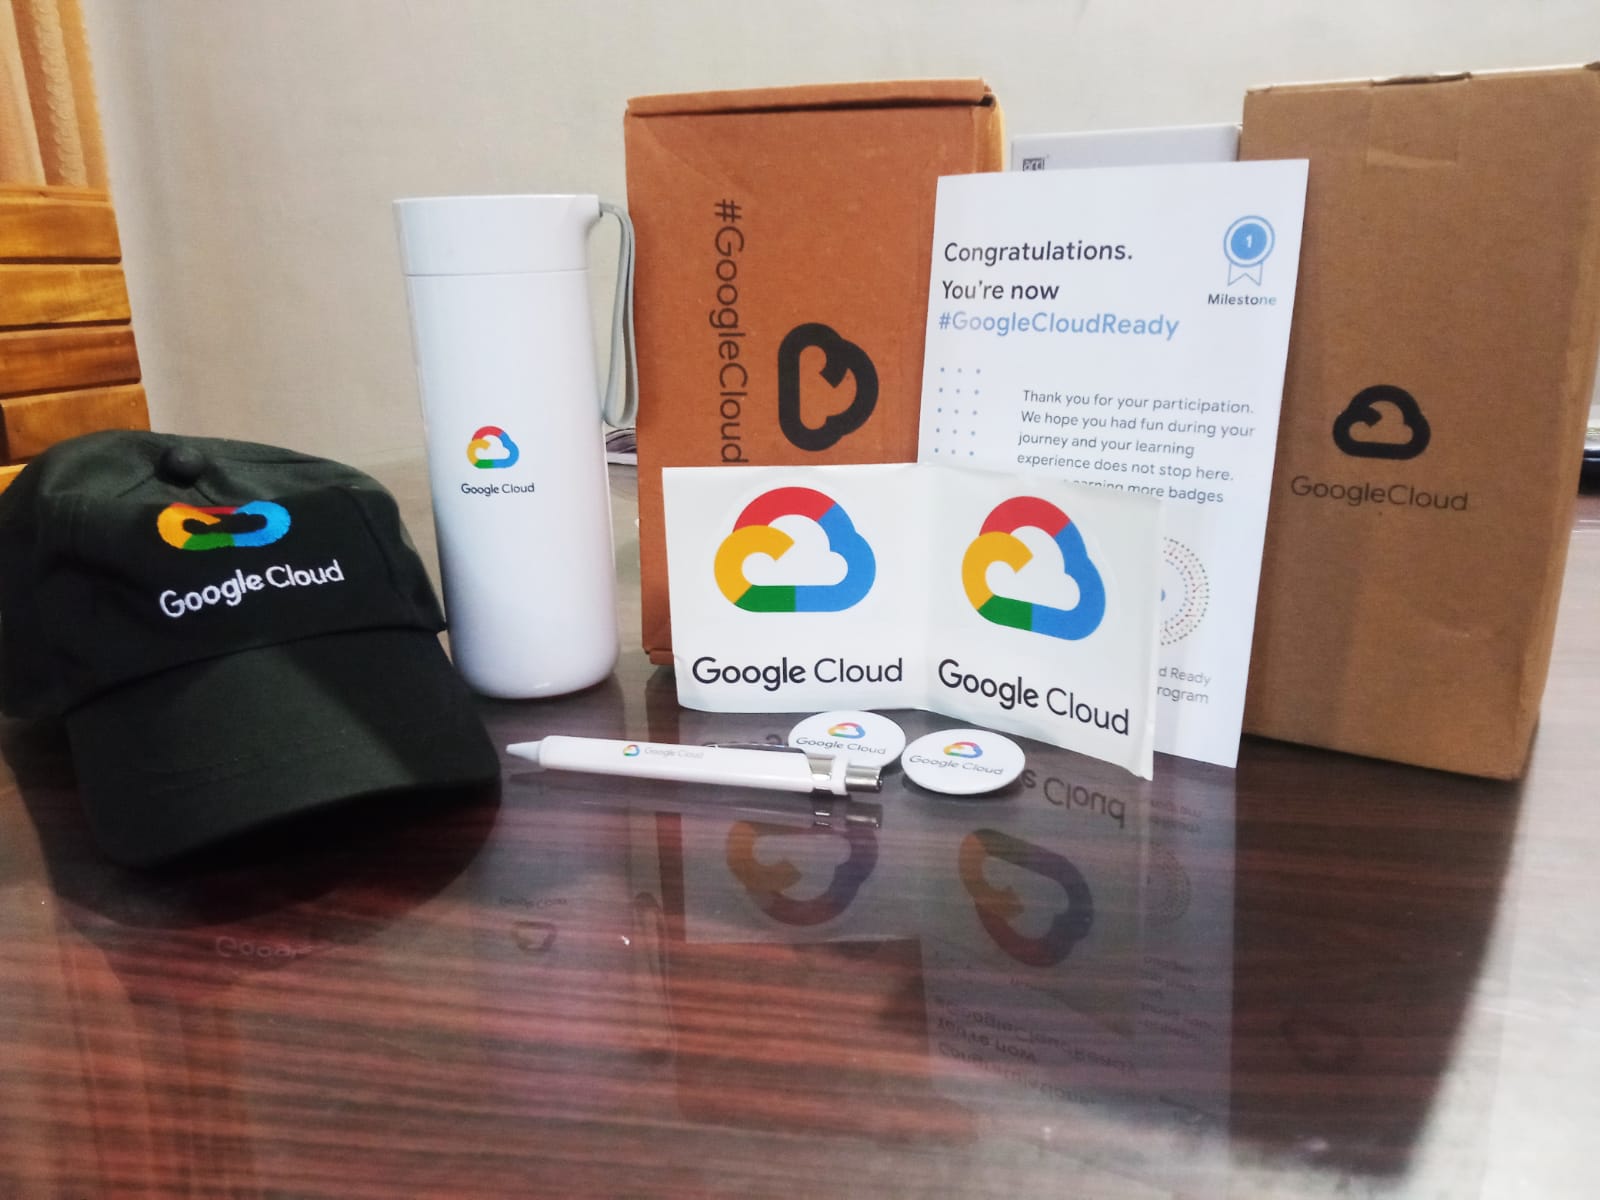 Google Cloud
Google Cloud
#GoogleCloud
Congratulations.
You're now
#GoogleCloudReady
1
Milestone
Thank you for your participation.
We hope you had fun during your
journey and your learning
experience does not stop here.
earning more badges
d Ready
rogram
GoogleCloud
Google Cloud
Google Cloud
Google Cloud
Google Cloud
Google Cloud